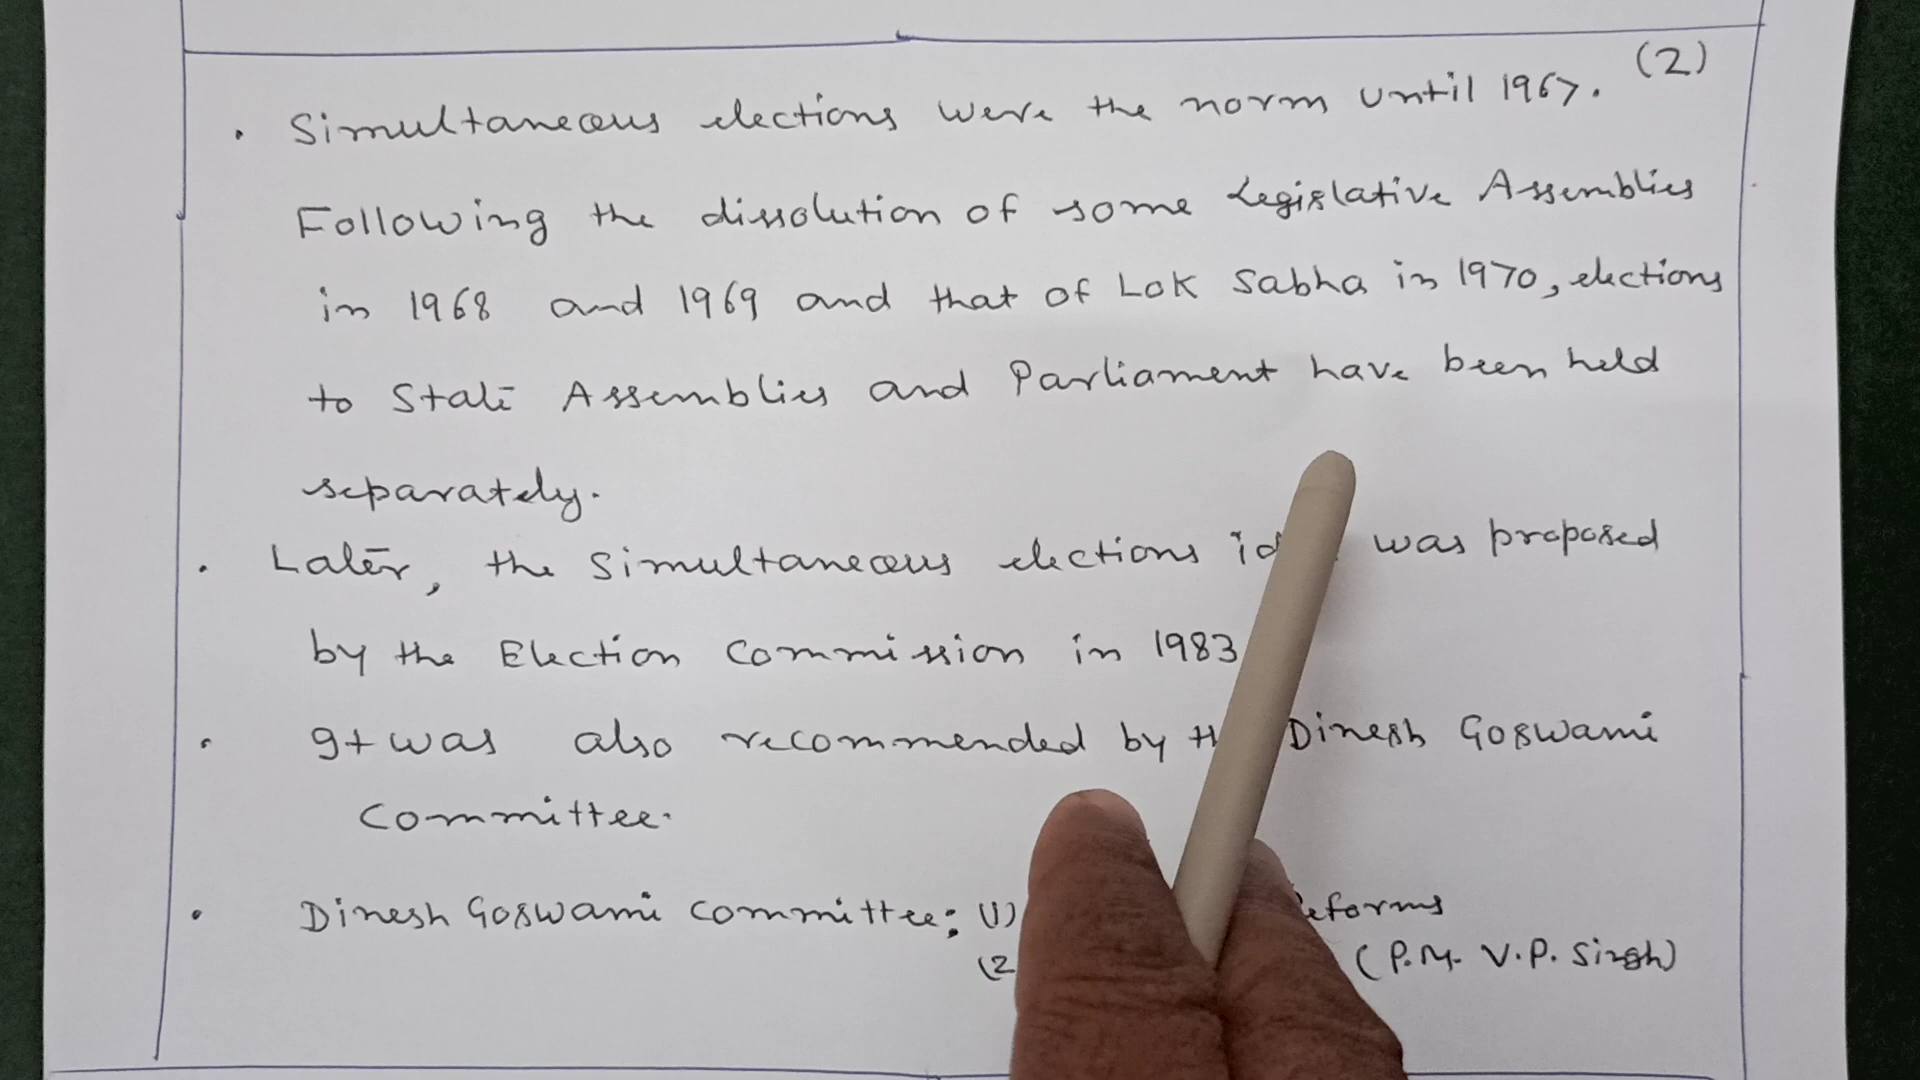 (2)
• Simultaneous elections were the norm until 1967.
Following the dissolution of some Legislative Assemblies
in 1968 and 1969 and that of Lok Sabha in 1970, elections
to State Assemblies and Parliament have been held
separately.
• Later, the simultaneous elections was proposed
by the Election Commission in 1983
• It was also recommended by Dinesh Goswami
Committee.
• Dinesh Goswami Committee: (1)
(2 (P.M. V.P. Singh)